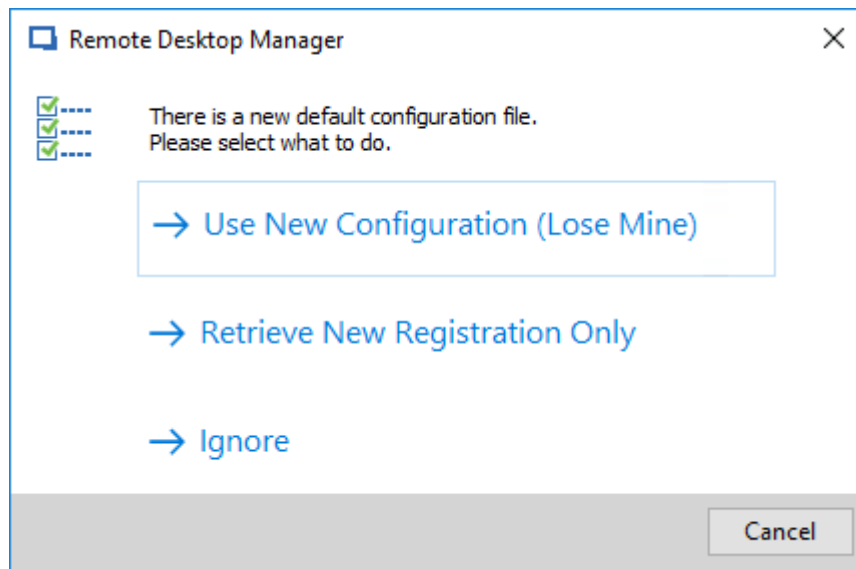 Remote Desktop Manager
There is a new default configuration file.
Please select what to do.
Use New Configuration (Lose Mine)
Retrieve New Registration Only
Ignore
Cancel